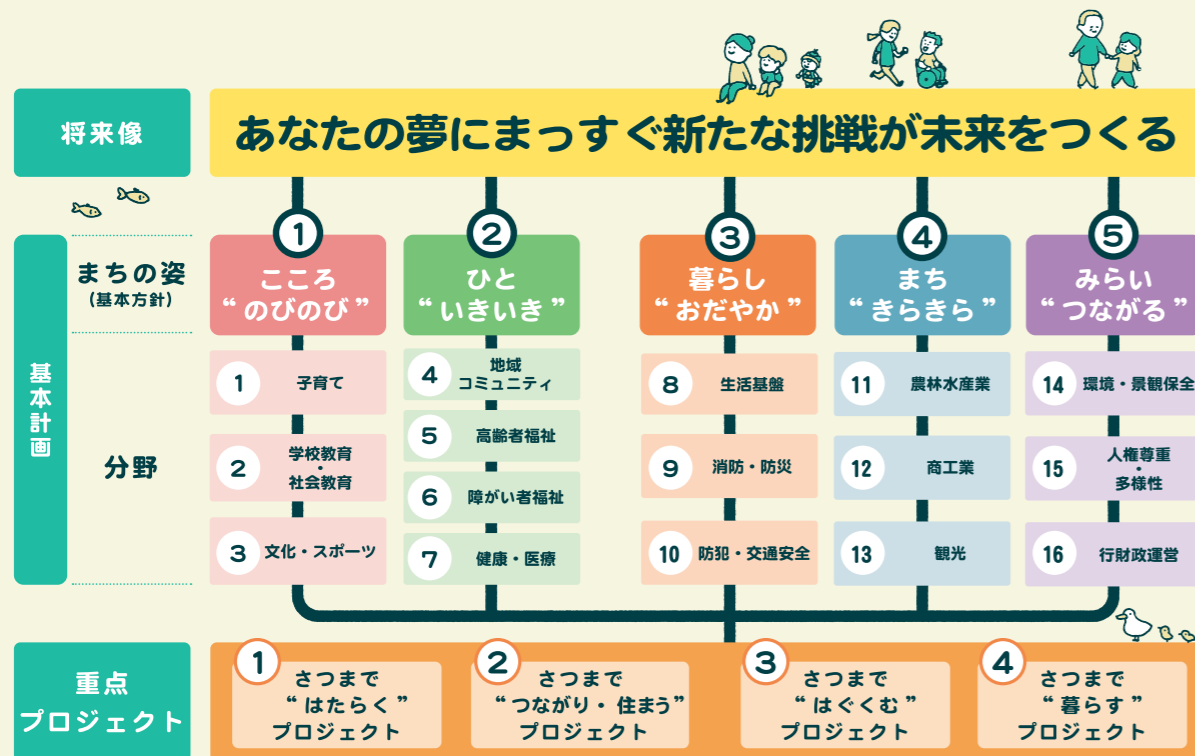 将来像
あなたの夢にまっすぐ新たな挑戦が未来をつくる
基本計画
まちの姿
(基本方針)
1
こころ
“のびのび”
2
ひと
“いきいき”
3
暮らし
“おだやか”
4
まち
“きらきら”
5
みらい
“つながる”
分野
1 子育て
2 学校教育
・
社会教育
3 文化・スポーツ
4 地域
コミュニティ
5 高齢者福祉
6 障がい者福祉
7 健康・医療
8 生活基盤
9 消防・防災
10 防犯・交通安全
11 農林水産業
12 商工業
13 観光
14 環境・景観保全
15 人権尊重
・
多様性
16 行財政運営
重点
プロジェクト
1
さつまで
“はたらく”
プロジェクト
2
さつまで
“つながり・住まう”
プロジェクト
3
さつまで
“はぐくむ”
プロジェクト
4
さつまで
“暮らす”
プロジェクト